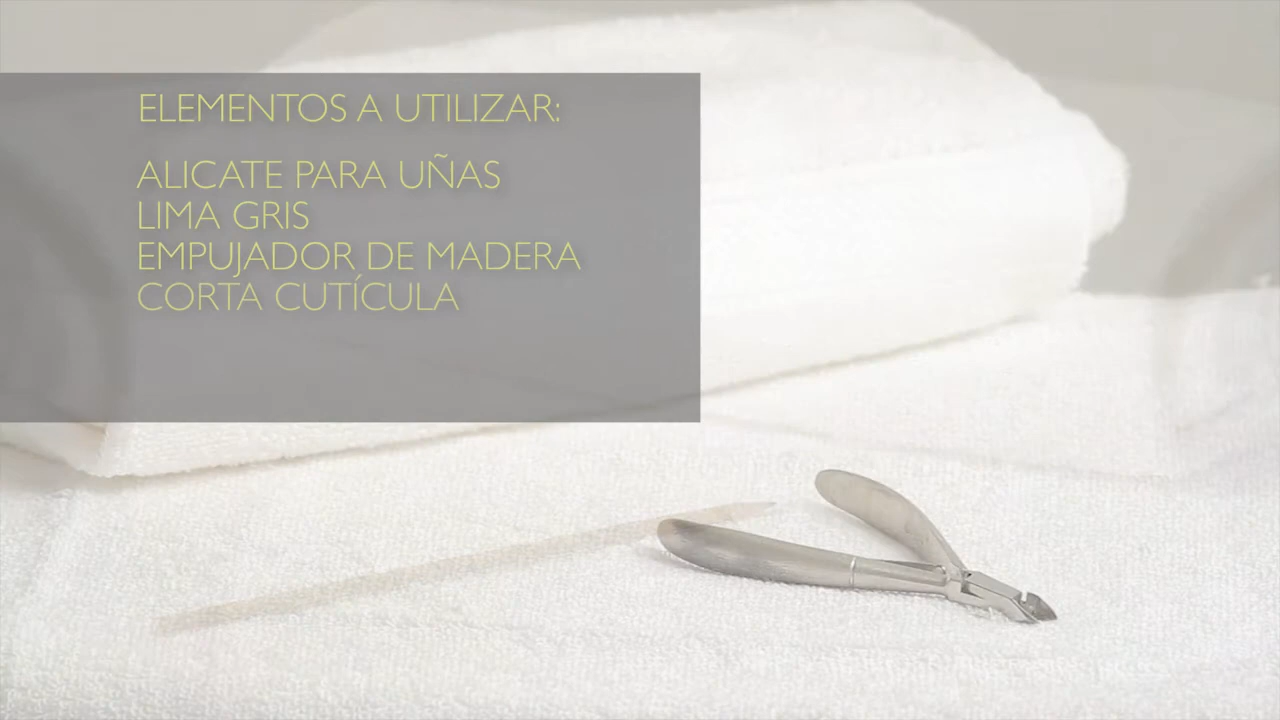 ELEMENTOS A UTILIZAR:
ALICATE PARA UÑAS
LIMA GRIS
EMPUJADOR DE MADERA
CORTA CUTÍCULA